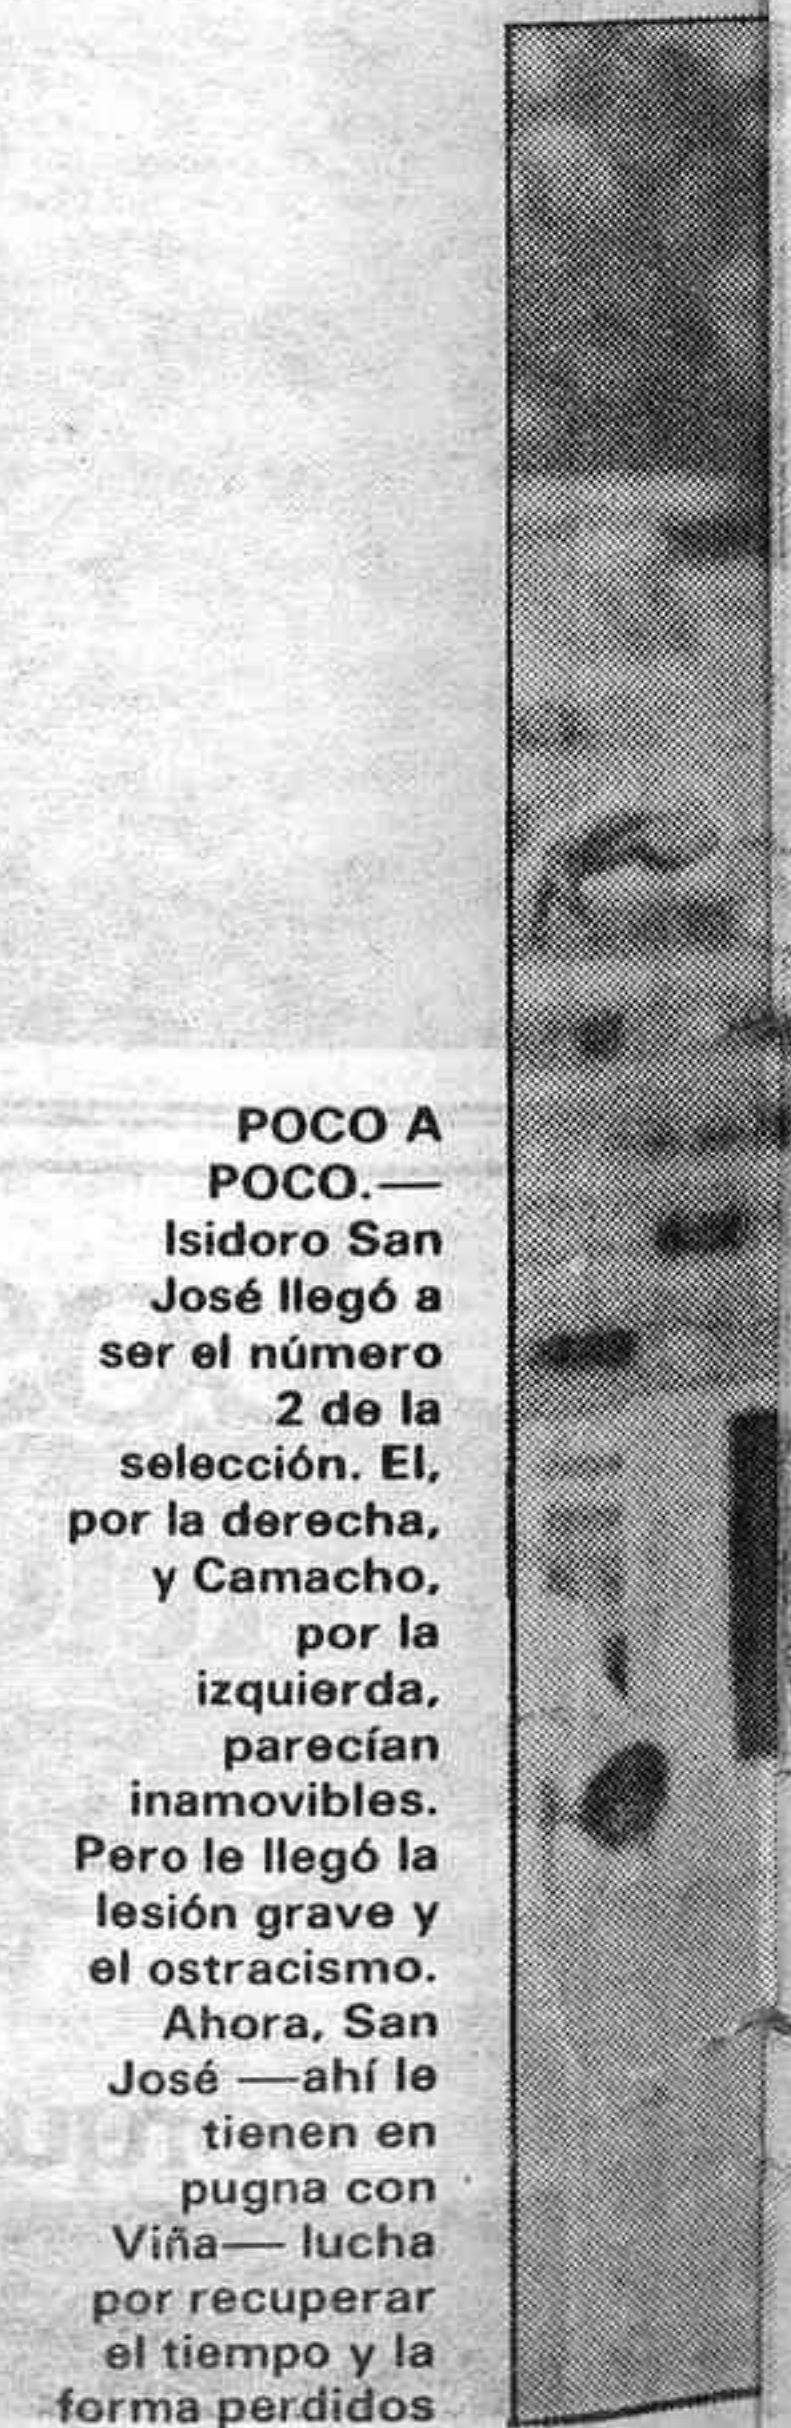 POCO A
POCO.—
Isidoro San
José llegó a
ser el número
2 de la
selección. El,
por la derecha,
y Camacho,
por la
izquierda,
parecían
inamovibles.
Pero le llegó la
lesión grave y
el ostracismo.
Ahora, San
José —ahí le
tienen en
pugna con
Viña— lucha
por recuperar
el tiempo y la
forma perdidos